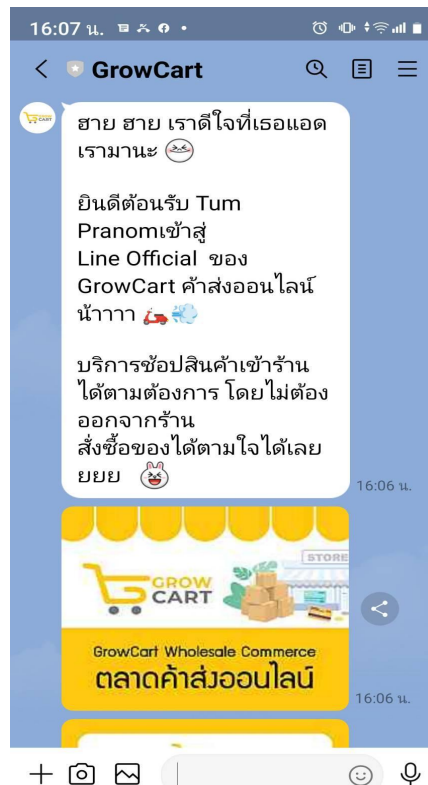 16:07 น.
GrowCart
ฮาย ฮาย เราดีใจที่เธอแอด
เรามานะ
ยินดีต้อนรับ Tum
Pranomเข้าสู่
Line Official ของ
GrowCart ค้าส่งออนไลน์
น้าาาา
บริการช้อปสินค้าเข้าร้าน
ได้ตามต้องการ โดยไม่ต้อง
ออกจากร้าน
สั่งซื้อของได้ตามใจได้เลย
ยยย
16:06 น.
STORE
GROW
CART
GrowCart Wholesale Commerce
ตลาดค้าส่งออนไลน์
16:06 น.